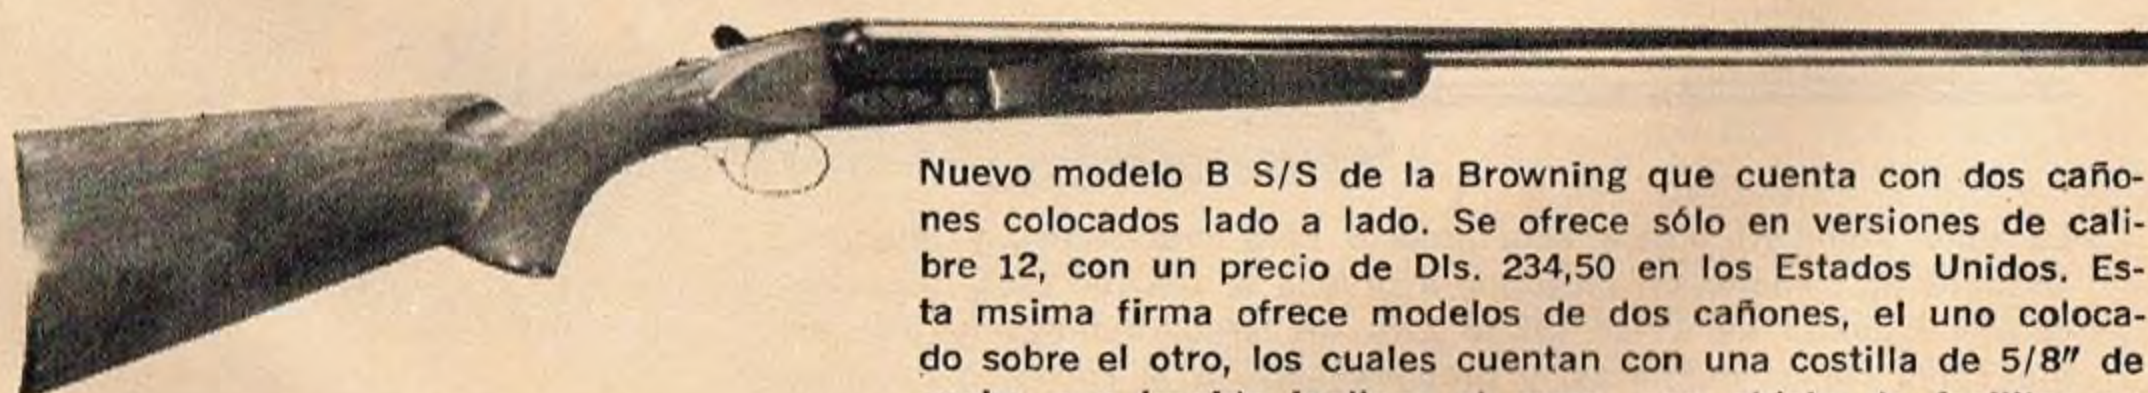 Nuevo modelo B S/S de la Browning que cuenta con dos caño-
nes colocados lado a lado. Se ofrece sólo en versiones de cali-
bre 12, con un precio de Dls. 234,50 en los Estados Unidos. Es-
ta msima firma ofrece modelos de dos cañones, el uno coloca-
do sobre el otro, los cuales cuentan con una costilla de 5/8" de